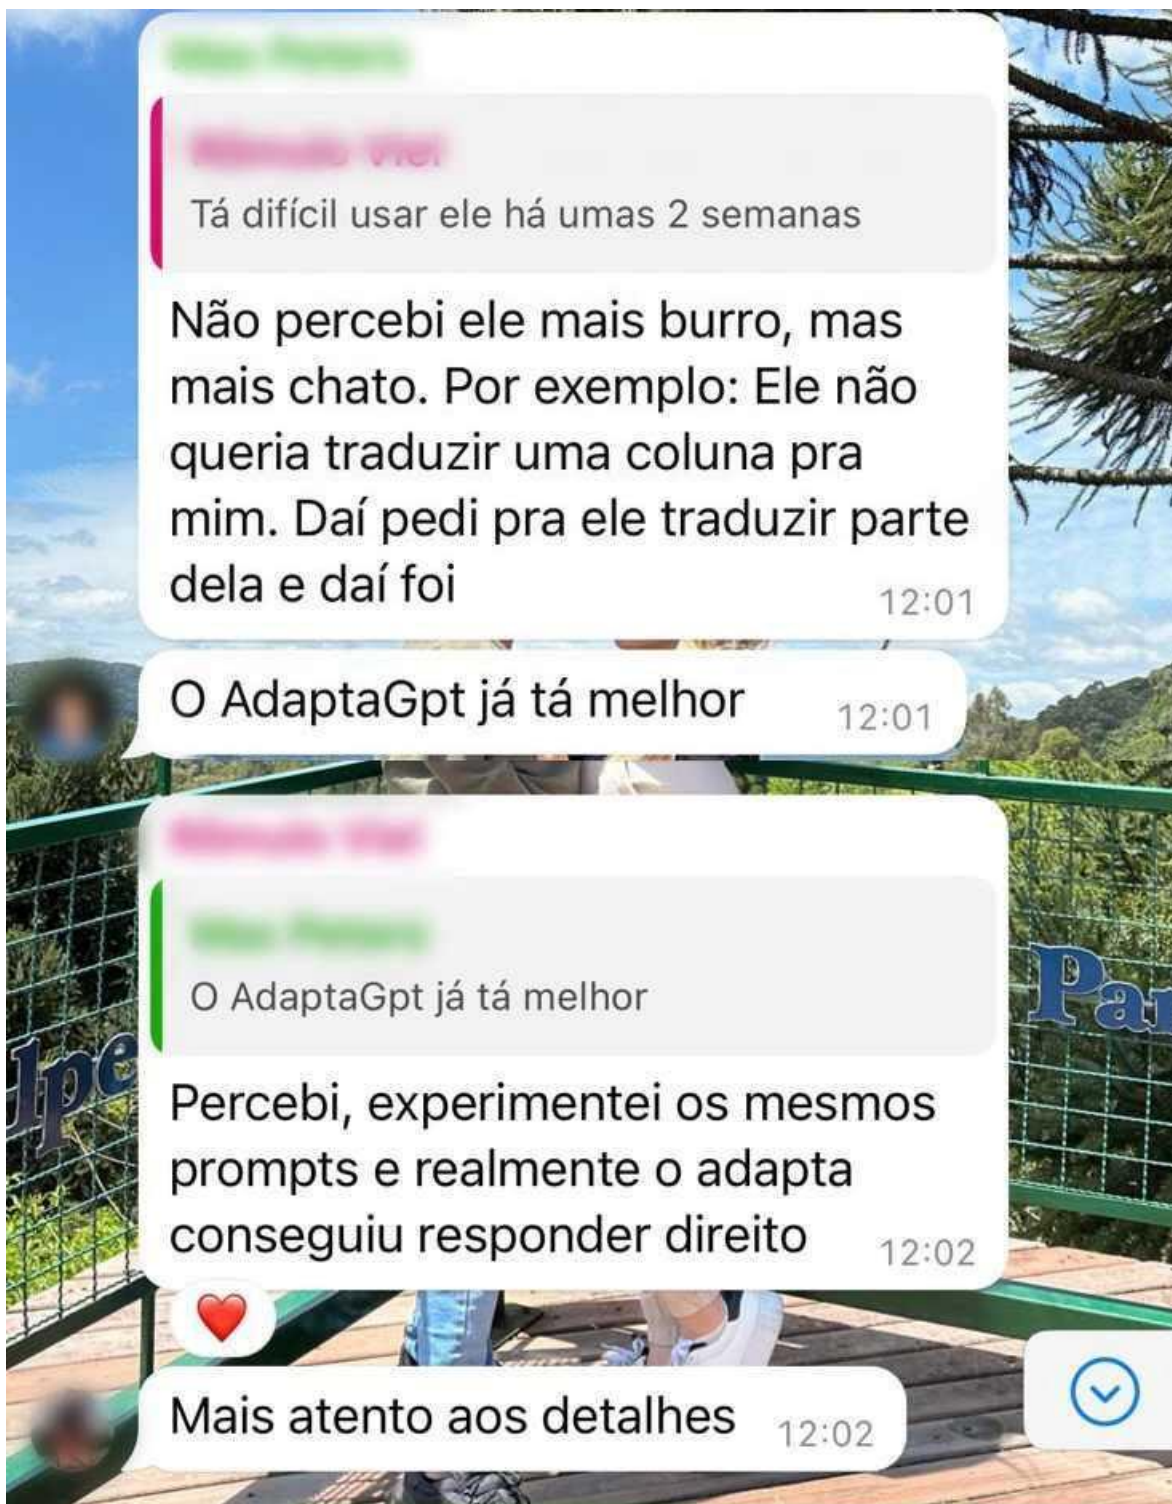 Tá difícil usar ele há umas 2 semanas
Não percebi ele mais burro, mas
mais chato. Por exemplo: Ele não
queria traduzir uma coluna pra
mim. Daí pedi pra ele traduzir parte
dela e daí foi
12:01
O AdaptaGpt já tá melhor
12:01
O AdaptaGpt já tá melhor
Percebi, experimentei os mesmos
prompts e realmente o adapta
conseguiu responder direito
12:02
Mais atento aos detalhes
12:02